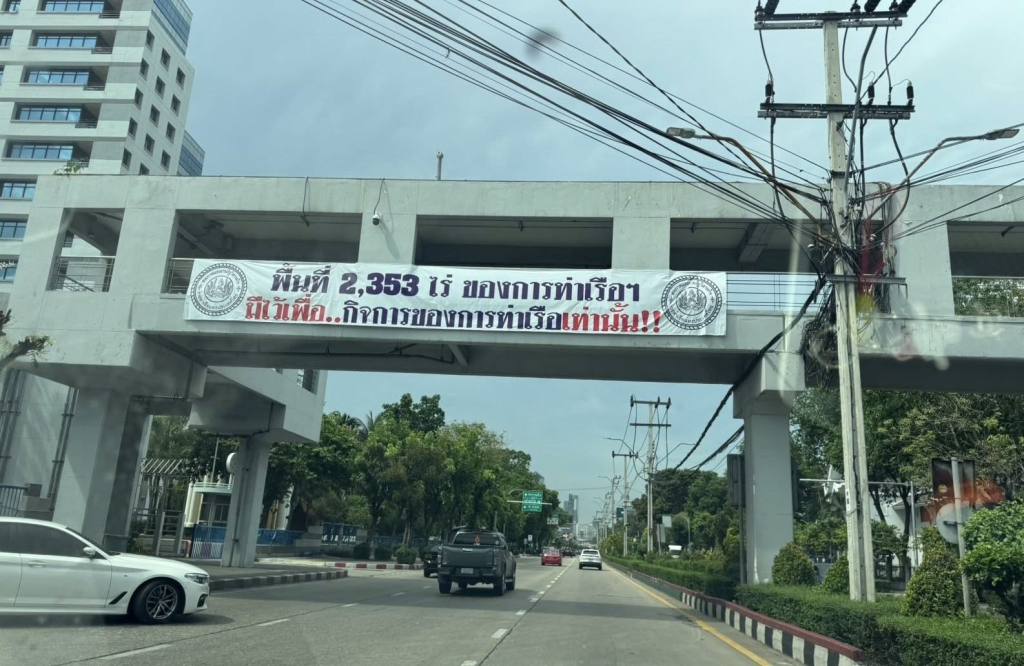 พื้นที่ 2,353 ไร่ ของการท่าเรือฯ
มีไว้เพื่อ..กิจการของการท่าเรือเท่านั้น!!